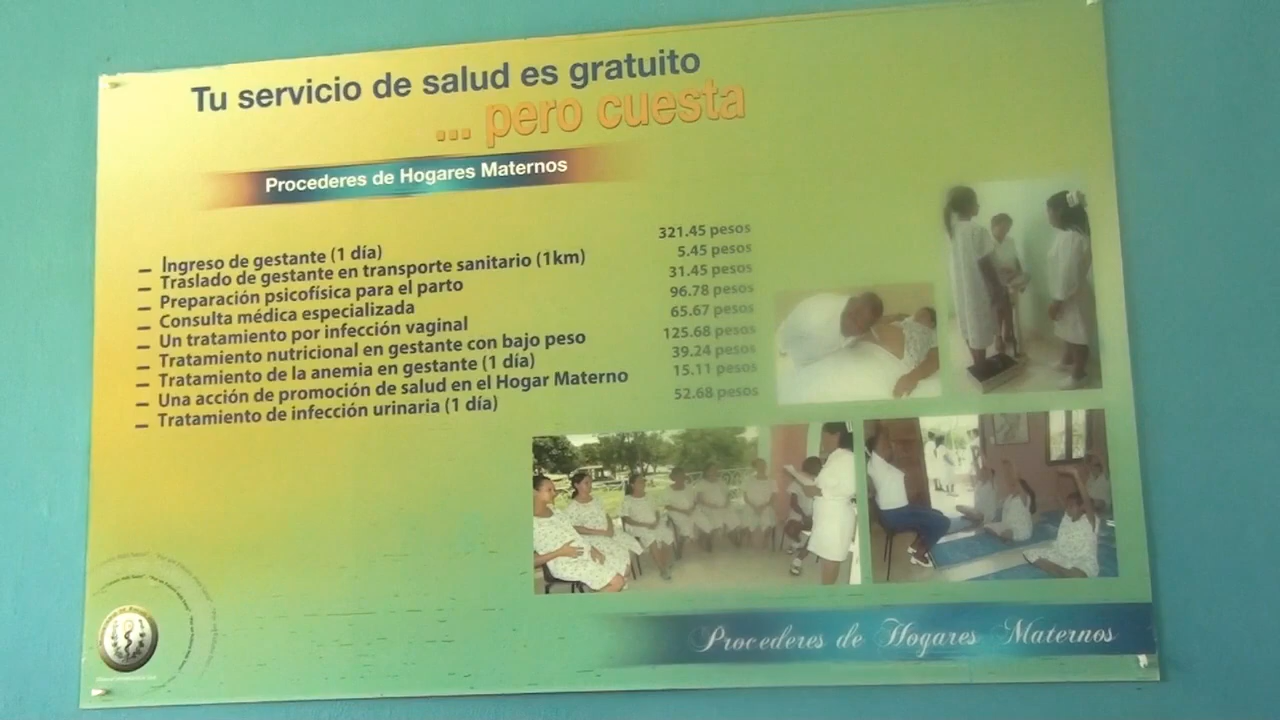 Tu servicio de salud es gratuito
... pero cuesta
Procederes de Hogares Maternos
– Ingreso de gestante (1 día) 321.45 pesos
– Traslado de gestante en transporte sanitario (1km) 5.45 pesos
– Preparación psicofísica para el parto 31.45 pesos
– Consulta médica especializada 96.78 pesos
– Un tratamiento por infección vaginal 65.67 pesos
– Tratamiento nutricional en gestante con bajo peso 125.68 pesos
– Tratamiento de la anemia en gestante (1 día) 39.24 pesos
– Una acción de promoción de salud en el Hogar Materno 15.11 pesos
– Tratamiento de infección urinaria (1 día) 52.68 pesos
Procederes de Hogares Maternos